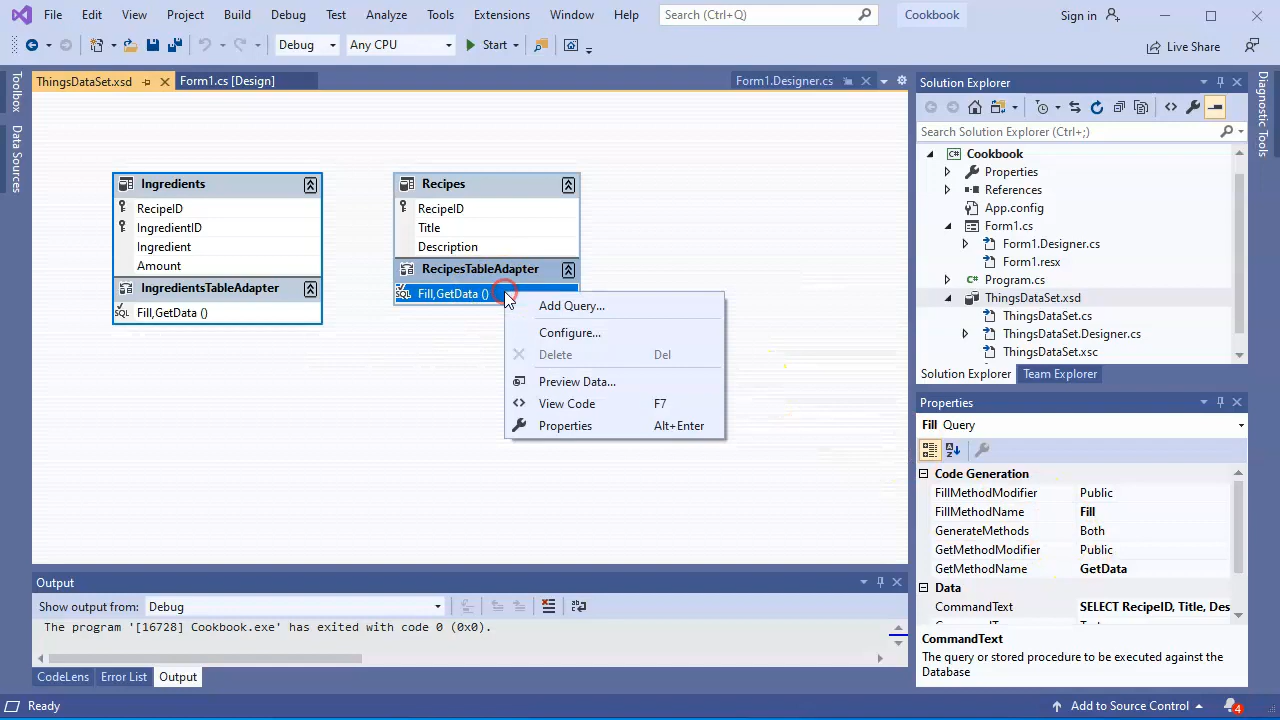 File Edit View Project Build Debug Test Analyze Tools Extensions Window Help Search (Ctrl+Q) Cookbook Sign in
Debug Any CPU Start Live Share
ThingsDataSet.xsd Form1.cs [Design] Form1.Designer.cs
Toolbox
Data Sources
Ingredients
RecipeID
IngredientID
Ingredient
Amount
IngredientsTableAdapter
Fill,GetData ()
Recipes
RecipeID
Title
Description
RecipesTableAdapter
Fill,GetData ()
Add Query...
Configure...
Delete Del
Preview Data...
View Code F7
Properties Alt+Enter
Output
Show output from: Debug
The program '[16728] Cookbook.exe' has exited with code 0 (0x0).
CodeLens Error List Output
Solution Explorer
Search Solution Explorer (Ctrl+;)
Cookbook
Properties
References
App.config
Form1.cs
Form1.Designer.cs
Form1.resx
Program.cs
ThingsDataSet.xsd
ThingsDataSet.cs
ThingsDataSet.Designer.cs
ThingsDataSet.xsc
Solution Explorer Team Explorer
Diagnostic Tools
Properties
Fill Query
Code Generation
FillMethodModifier Public
FillMethodName Fill
GenerateMethods Both
GetMethodModifier Public
GetMethodName GetData
Data
CommandText SELECT RecipeID, Title, Des
CommandText
The query or stored procedure to be executed against the
Database
Ready Add to Source Control 4